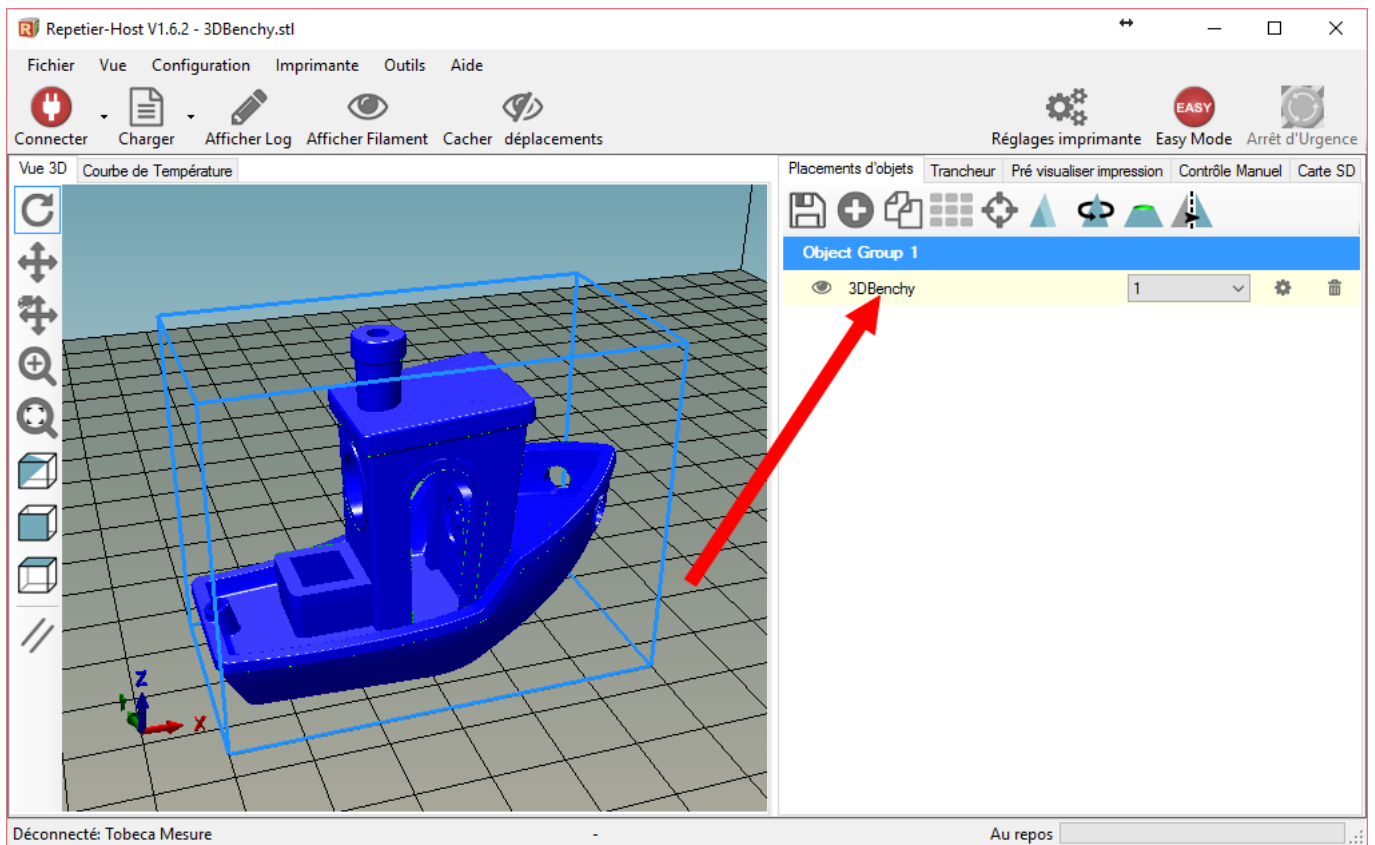 Repetier-Host V1.6.2 - 3DBenchy.stl
Fichier Vue Configuration Imprimante Outils Aide
EASY
Connecter Charger Afficher Log Afficher Filament Cacher déplacements Réglages imprimante Easy Mode Arrêt d'Urgence
Vue 3D Courbe de Température
Placements d'objets Trancheur Pré visualiser impression Contrôle Manuel Carte SD
Object Group 1
3DBenchy 1
Z
X
Déconnecté: Tobeca Mesure - Au repos